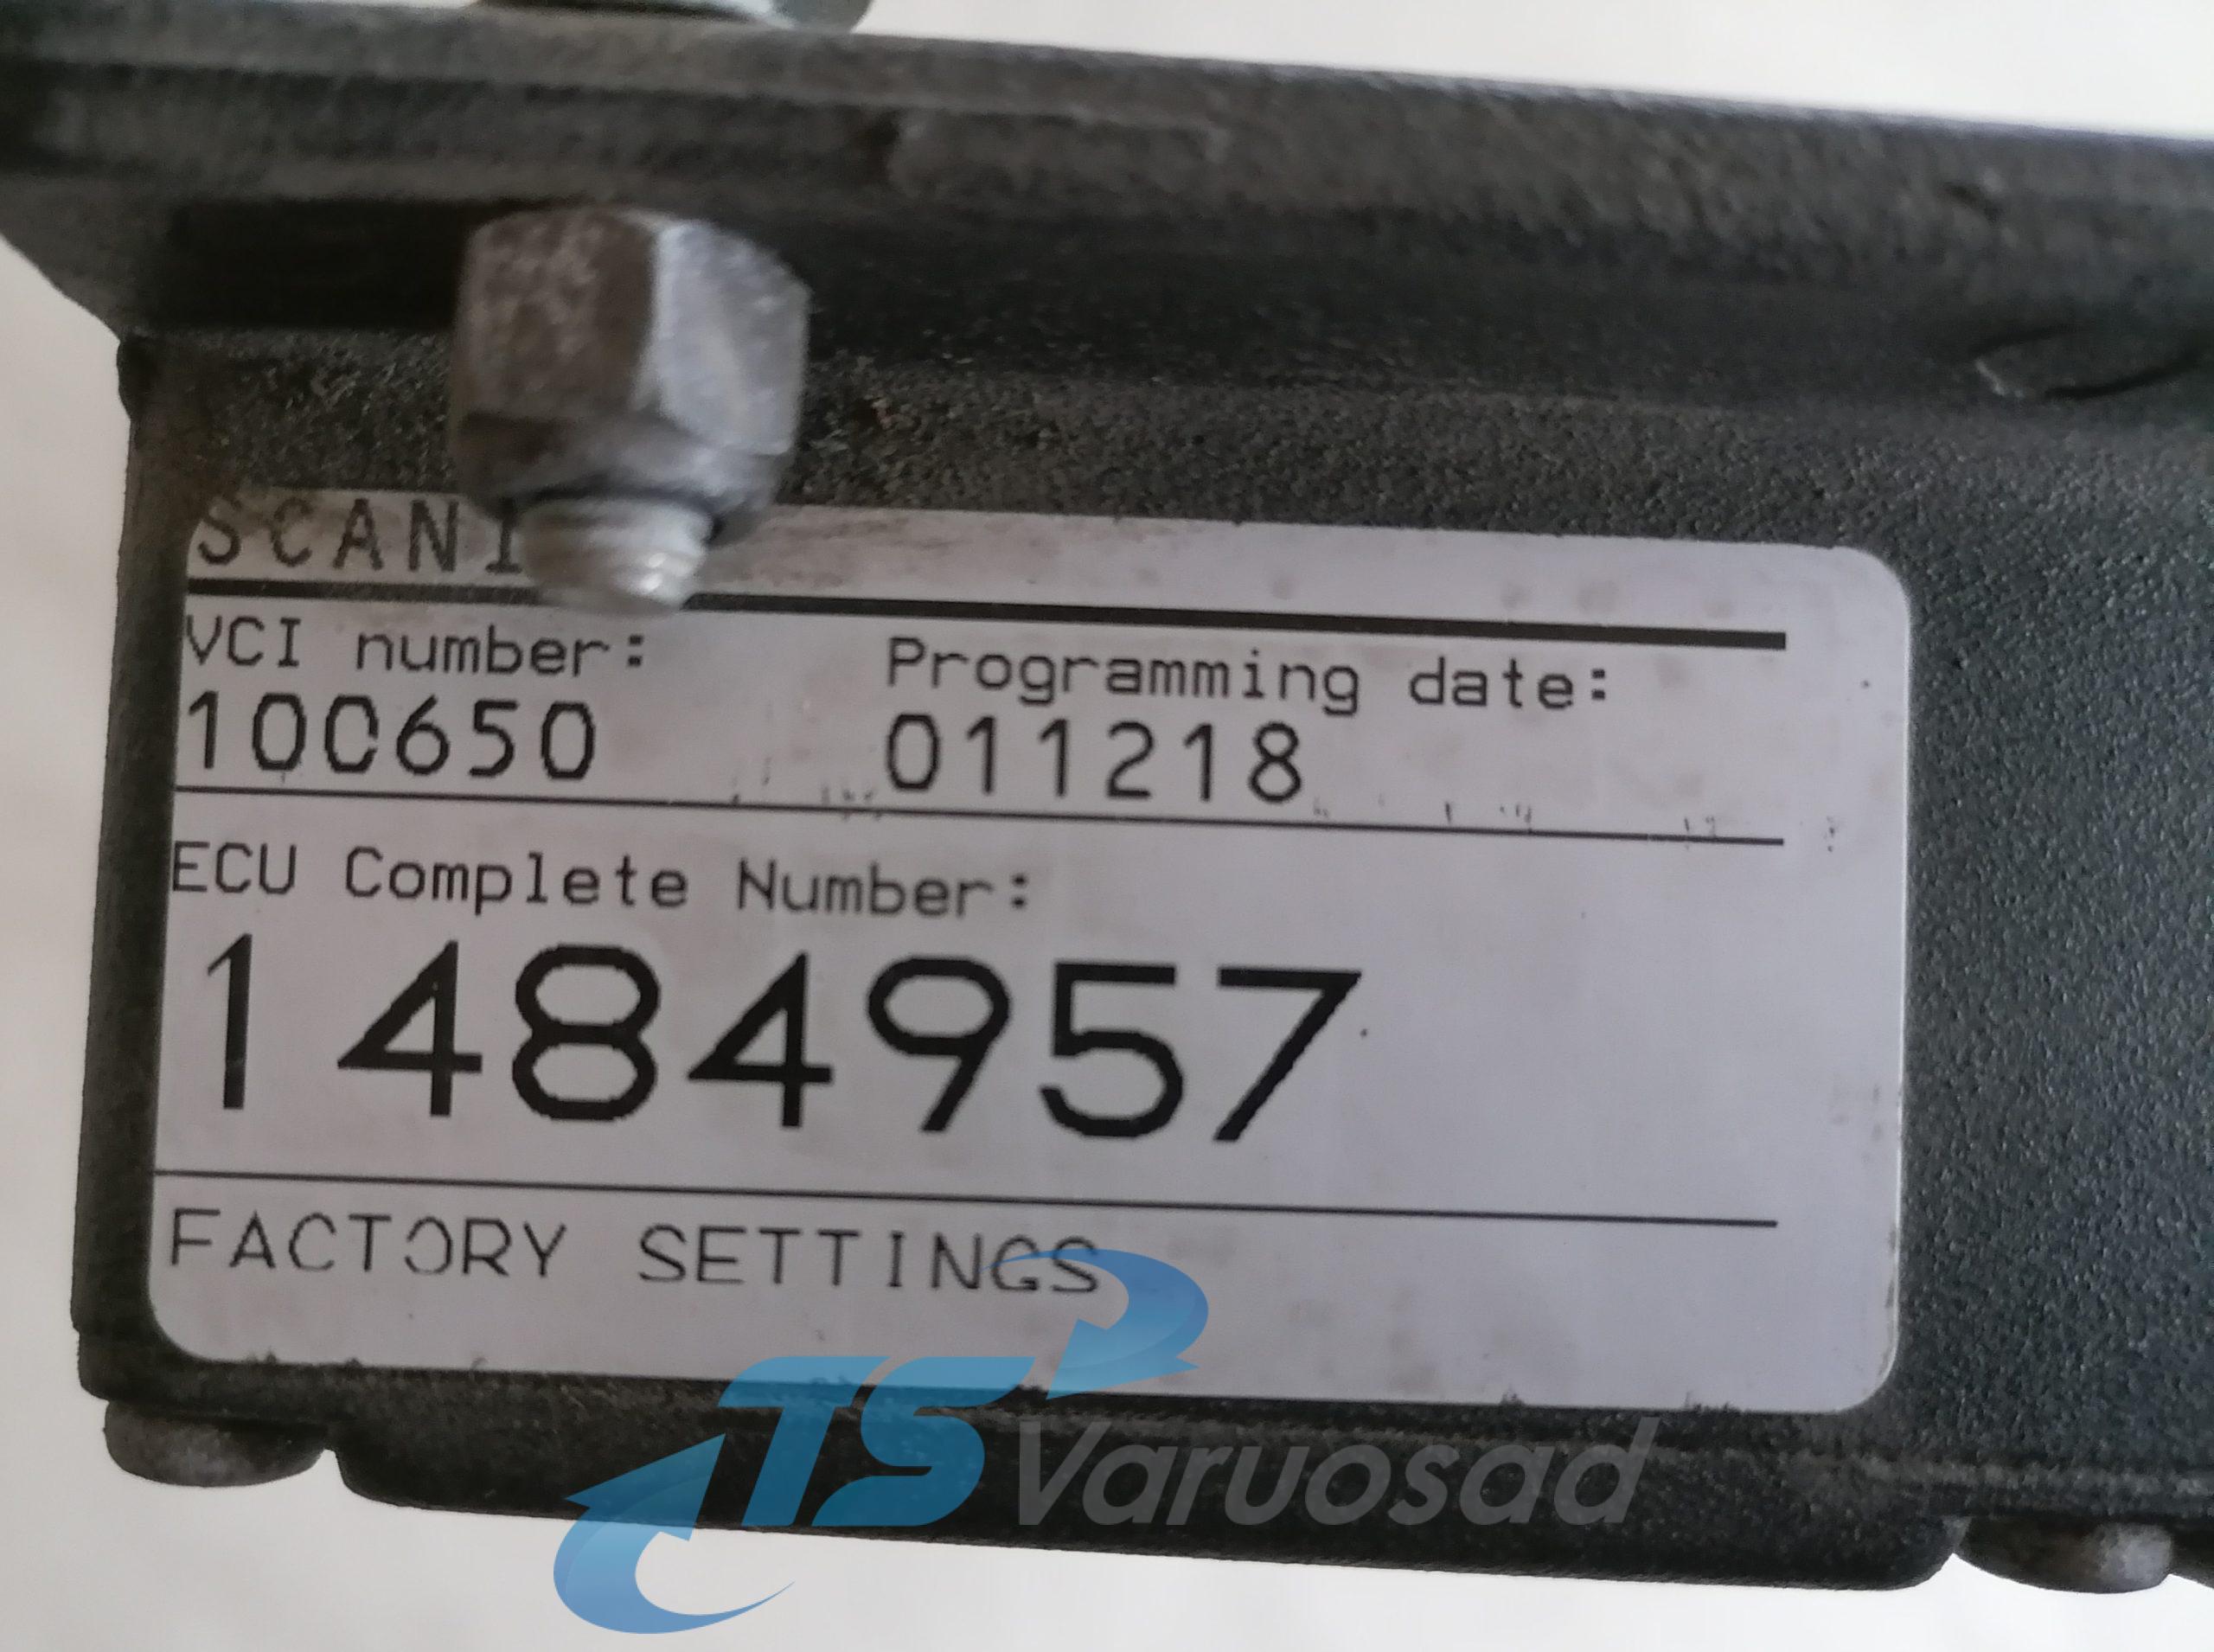 SCANI
VCI number: Programming date:
100650 011218
ECU Complete Number:
1484957
FACTORY SETTINGS
TS Varuosad